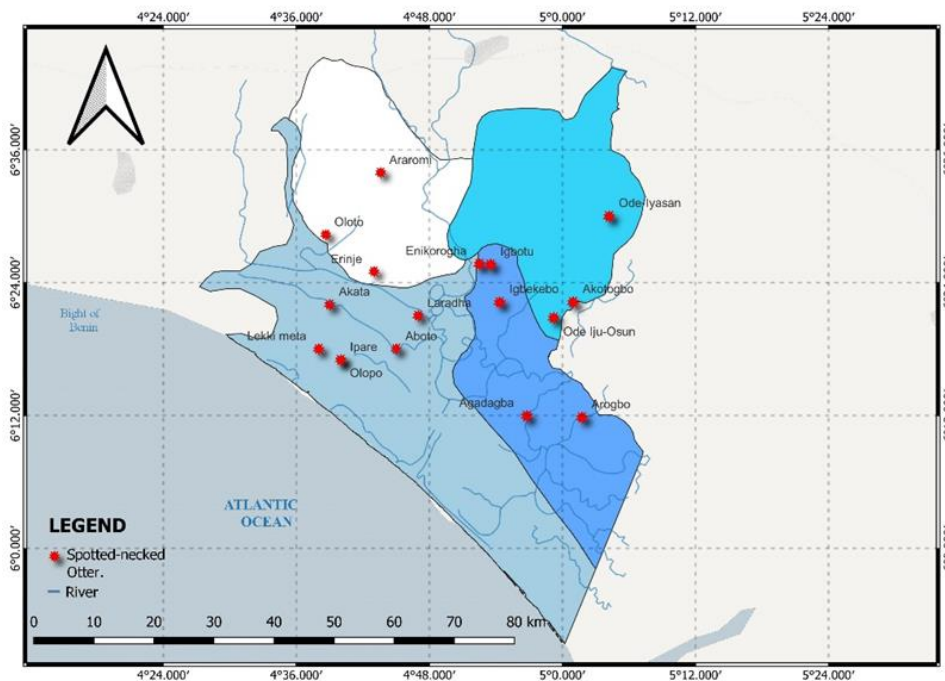 4°24.000' 4°36.000' 4°48.000' 5°0.000' 5°12.000' 5°24.000'
6°36.000'
Araromi
Ode-Iyasan
Oloto
Erinje
Enikorogha
Igbotu
6°24.000'
Akata
Laradha
Igbekebo
Akotogbo
Bight of
Benin
Lekki meta
Ipare
Aboto
Ode Iju-Osun
Olopo
6°12.000'
Agadagba
Arogbo
ATLANTIC
OCEAN
LEGEND
Spotted-necked
Otter.
River
6°0.000'
0 10 20 30 40 50 60 70 80 km
4°24.000' 4°36.000' 4°48.000' 5°0.000' 5°12.000' 5°24.000'